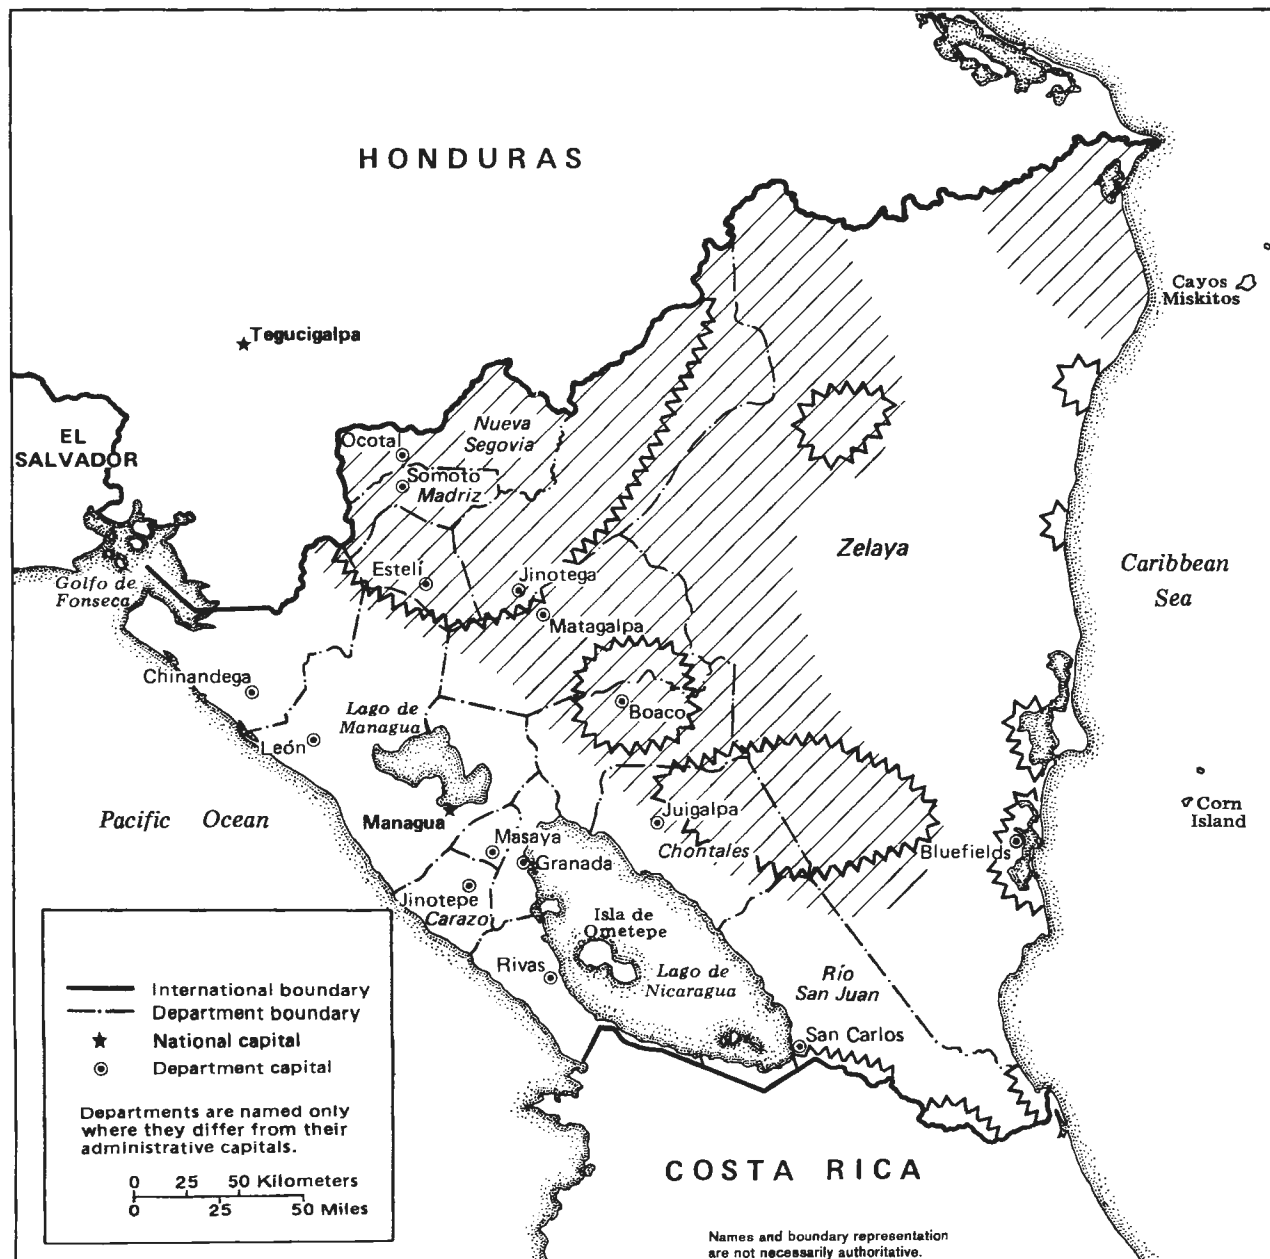 HONDURAS
Cayos
Miskitos
Tegucigalpa
EL
SALVADOR
Nueva
Segovia
Ocotal
Somoto
Madriz
Golfo de
Fonseca
Estelí
Jinotega
Zelaya
Caribbean
Sea
Matagalpa
Chinandega
Lago de
Managua
Boaco
León
Pacific Ocean
Managua
Juigalpa
Corn
Island
Masaya
Chontales
Bluefields
Granada
Jinotepe
Carazo
Isla de
Ometepe
Rivas
Lago de
Nicaragua
Río
San Juan
San Carlos
International boundary
Department boundary
National capital
Department capital
Departments are named only
where they differ from their
administrative capitals.
0 25 50 Kilometers
0 25 50 Miles
COSTA RICA
Names and boundary representation
are not necessarily authoritative.